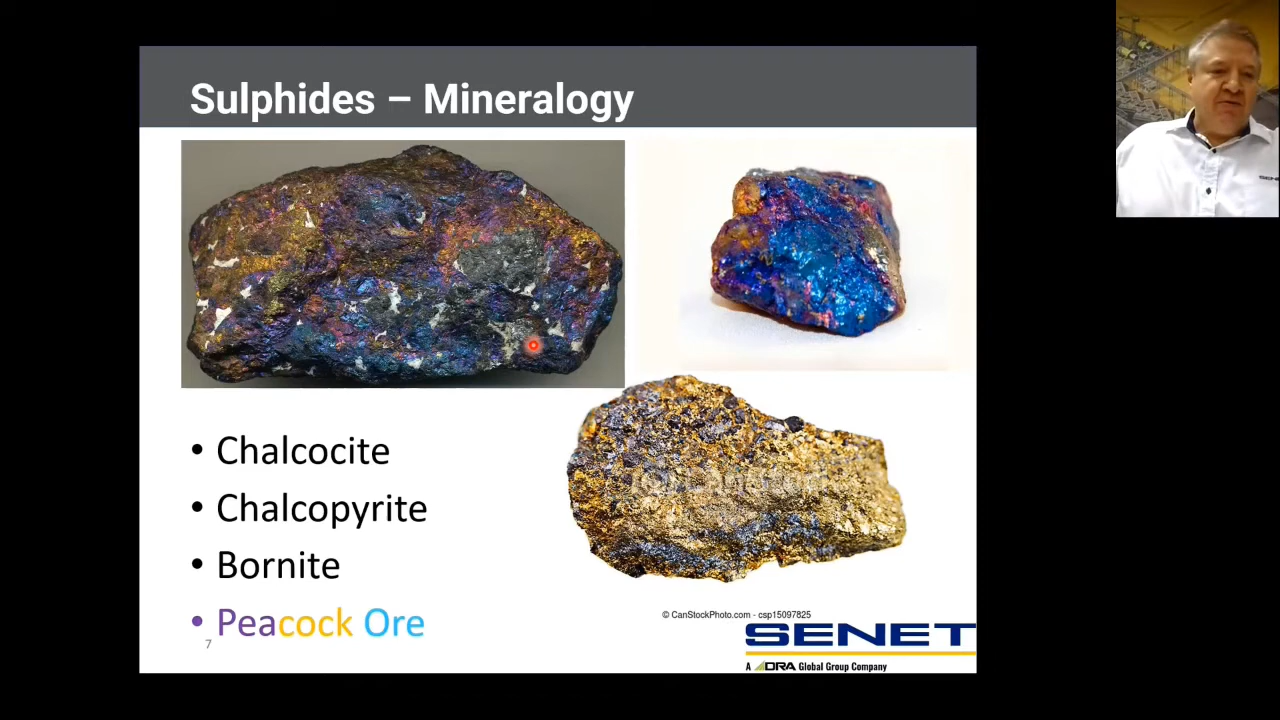 Sulphides – Mineralogy
• Chalcocite
• Chalcopyrite
• Bornite
• Peacock Ore
7
© CanStockPhoto.com - csp15097825
SENET
A DRA Global Group Company